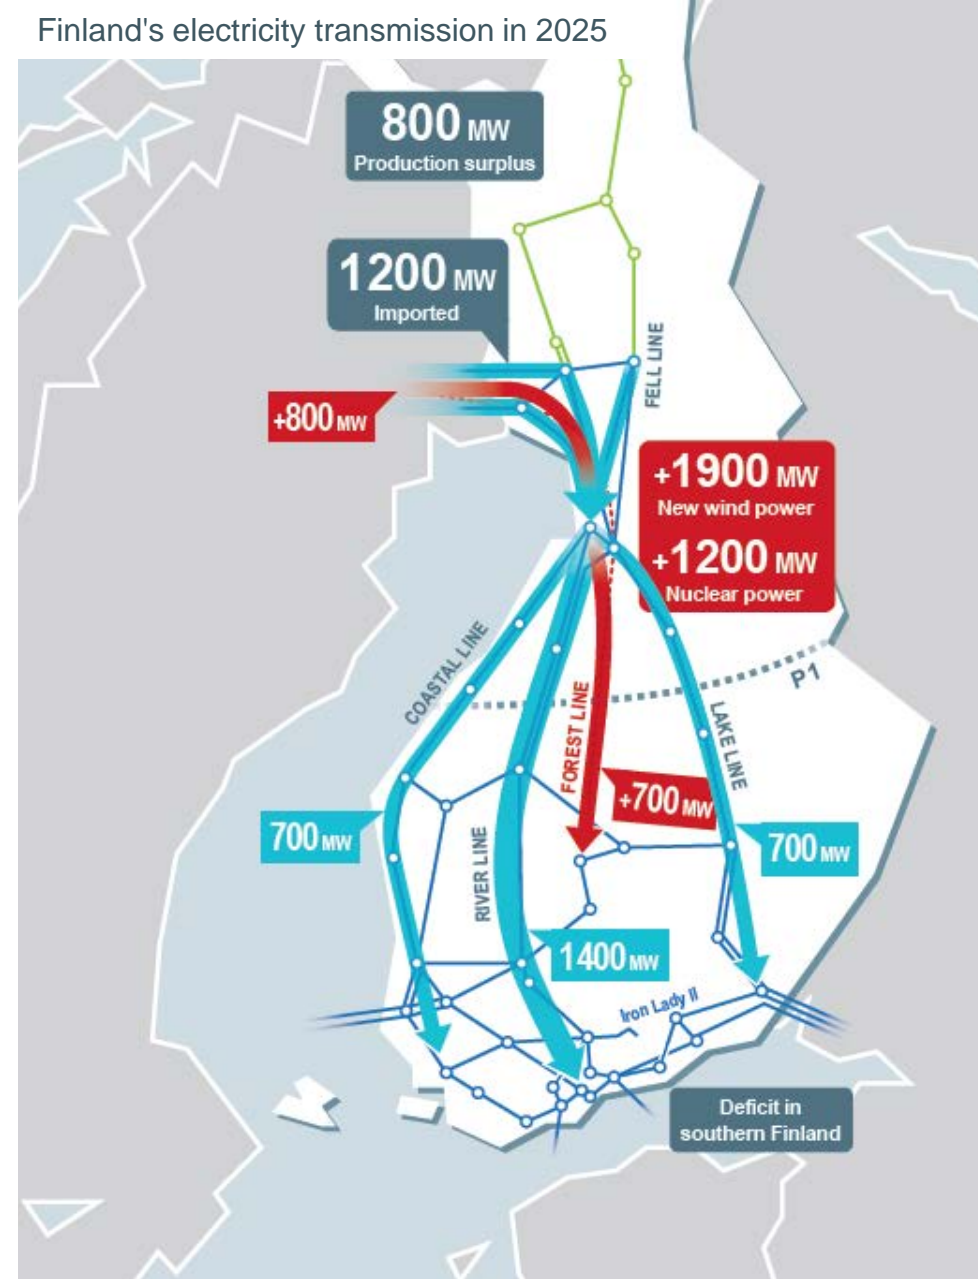 Finland's electricity transmission in 2025
800 MW
Production surplus
1200 MW
Imported
FELL LINE
+800 MW
+1900 MW
New wind power
+1200 MW
Nuclear power
COASTAL LINE
P1
FOREST LINE
LAKE LINE
+700 MW
700 MW
700 MW
RIVER LINE
1400 MW
Iron Lady II
Deficit in
southern Finland